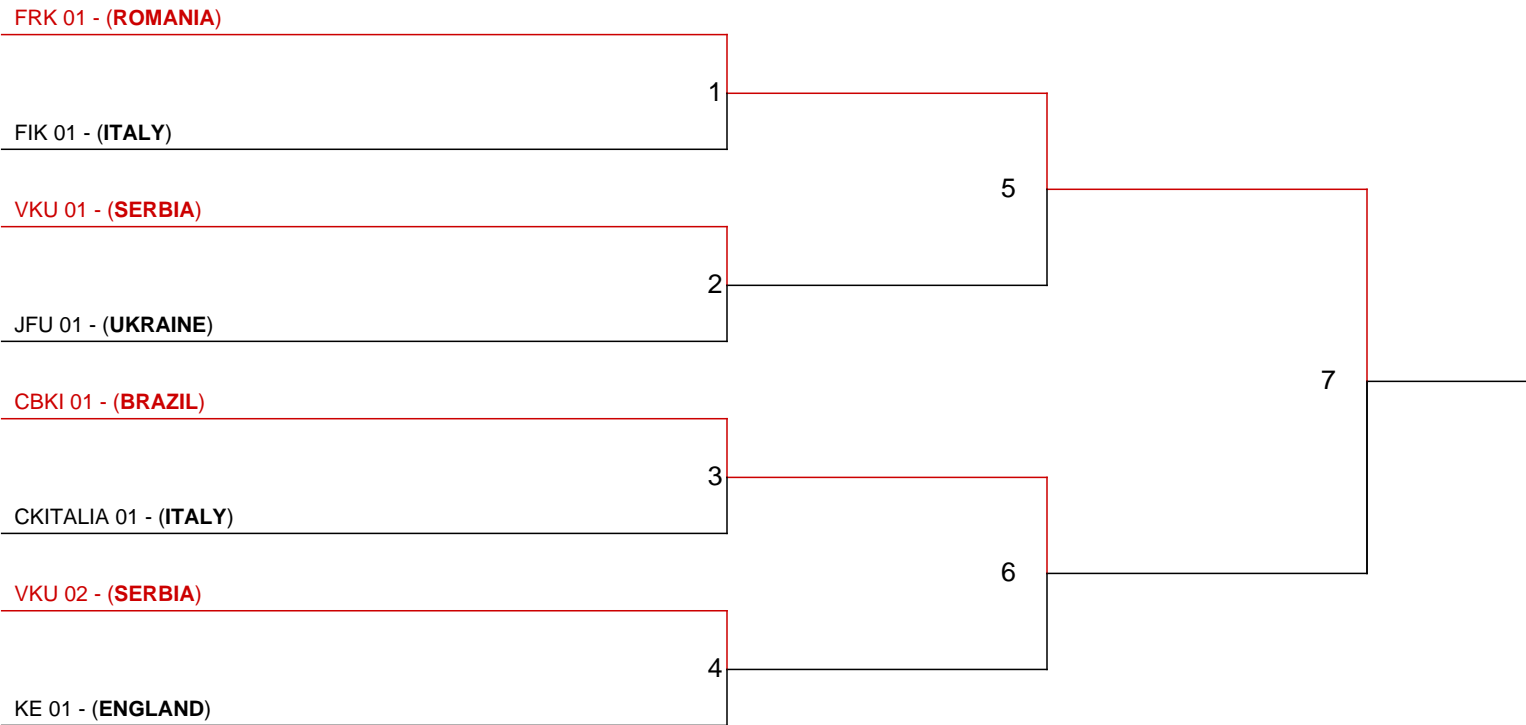 FRK 01 - (ROMANIA)
1
FIK 01 - (ITALY)
5
VKU 01 - (SERBIA)
2
JFU 01 - (UKRAINE)
7
CBKI 01 - (BRAZIL)
3
CKITALIA 01 - (ITALY)
6
VKU 02 - (SERBIA)
4
KE 01 - (ENGLAND)